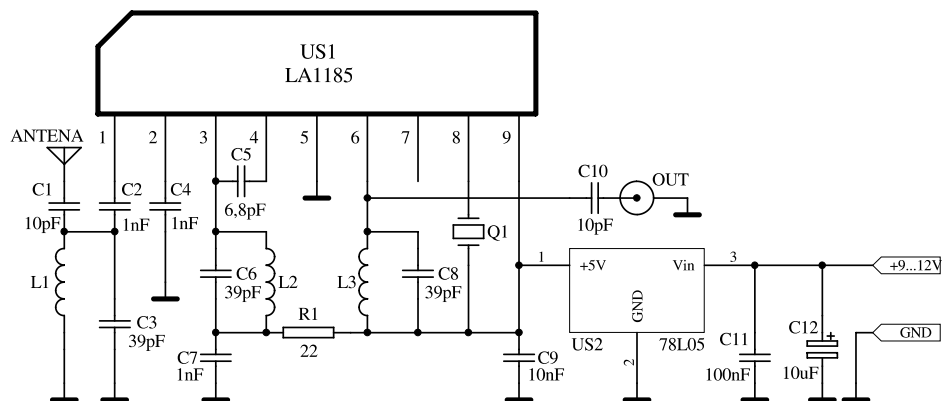 US1
LA1185
1 2 3 4 5 6 7 8 9
ANTENA
C1
10pF
C2
1nF
C4
1nF
C5
6,8pF
C10
10pF
OUT
L1
C3
39pF
C6
39pF
L2
L3
C8
39pF
Q1
1
+5V
Vin
GND
3
2
US2
78L05
+9...12V
GND
R1
22
C7
1nF
C9
10nF
C11
100nF
C12
+
10uF